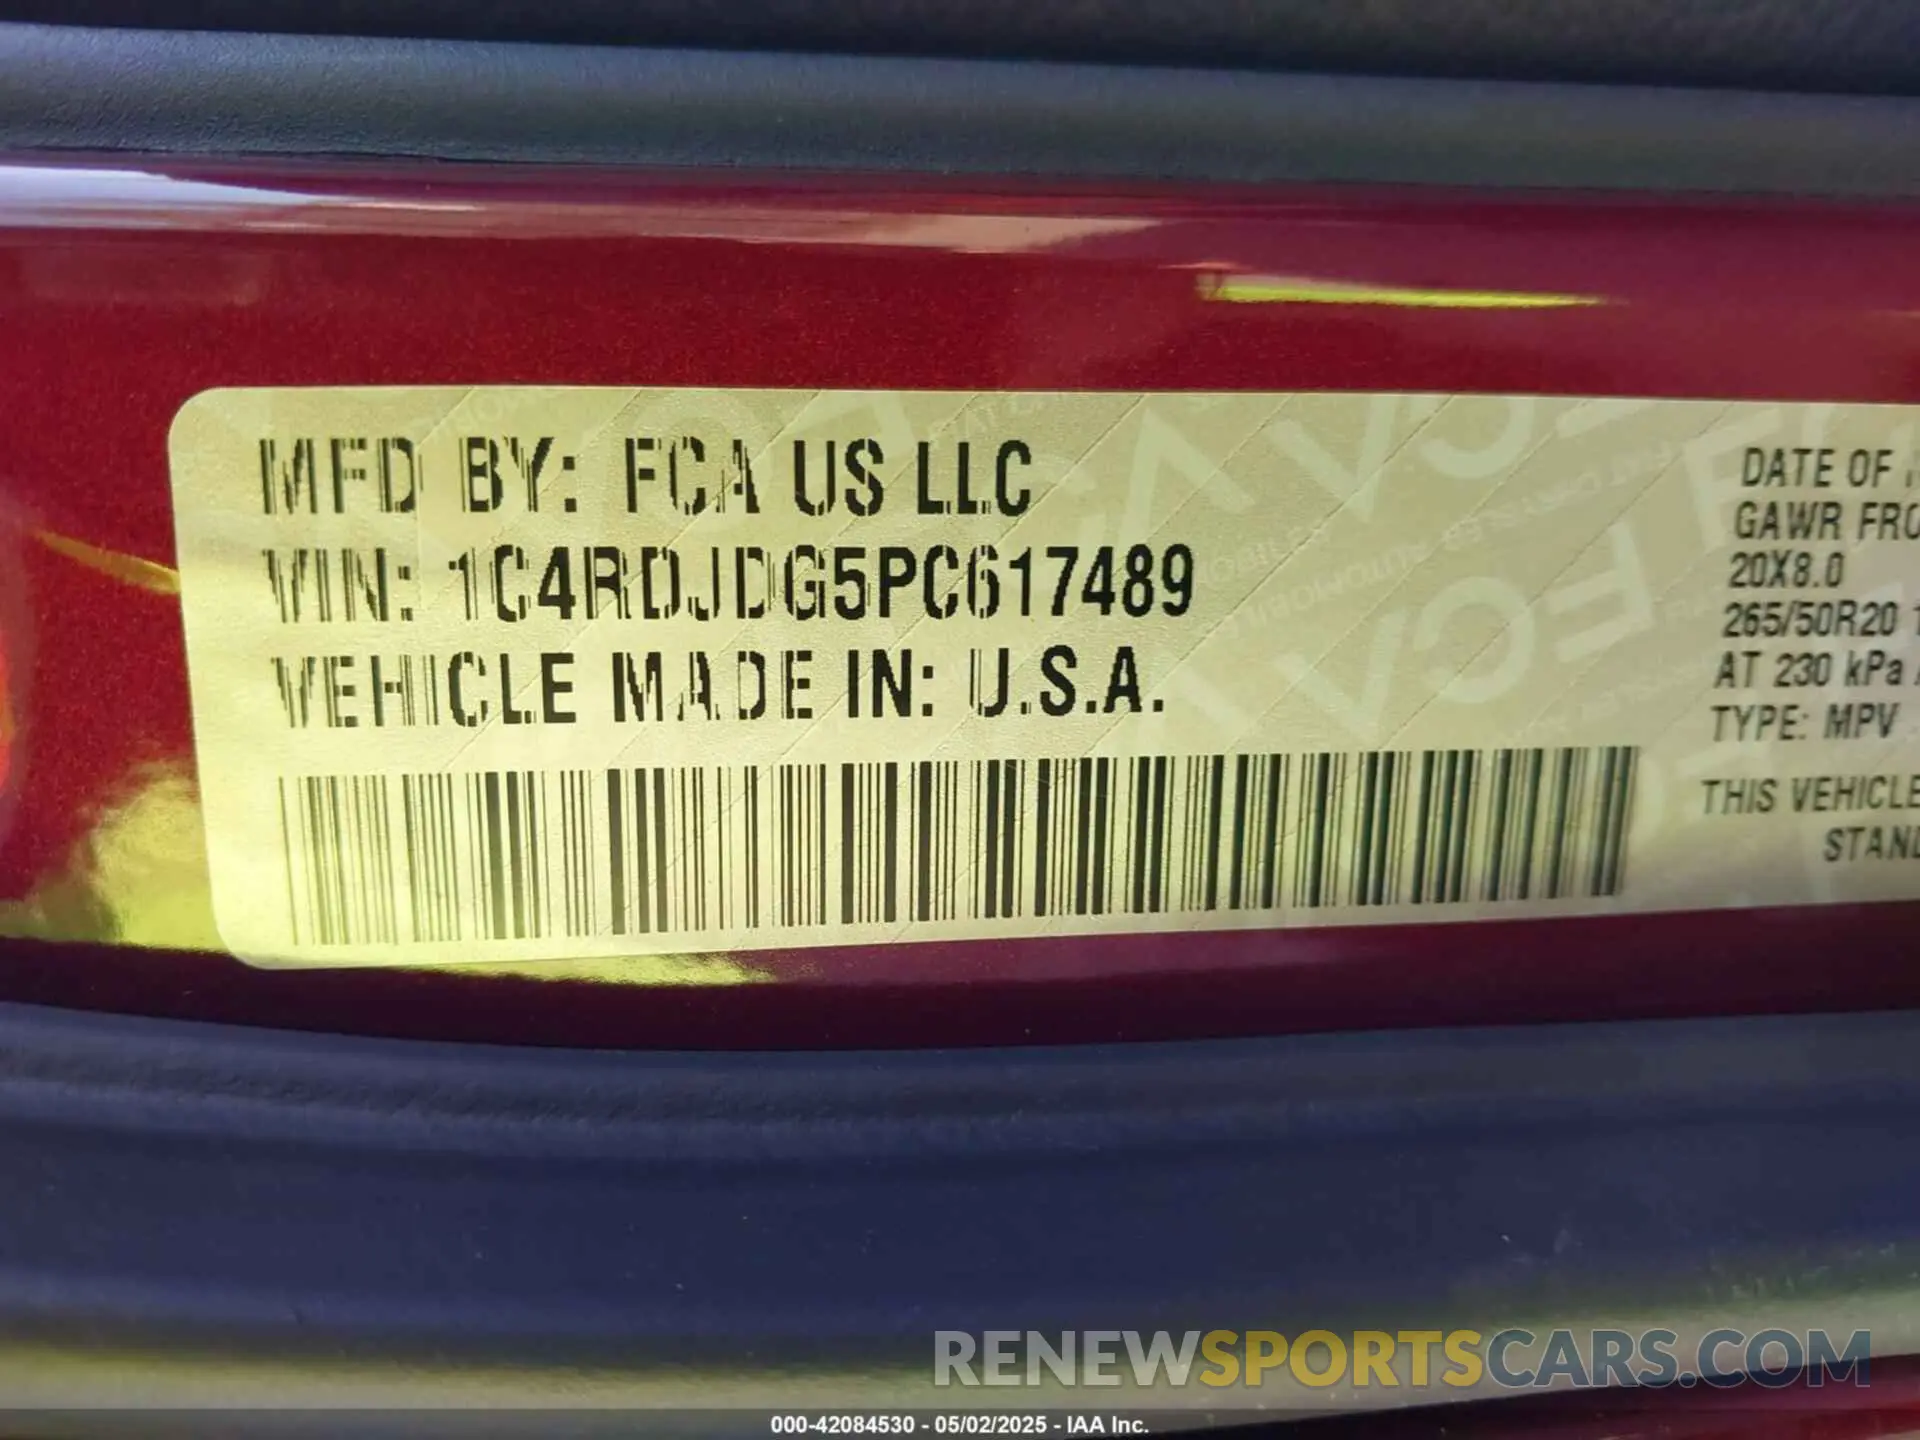 MFD BY: FCA US LLC
VIN: 1C4RDJDG5PC617489
VEHICLE MADE IN: U.S.A.
DATE OF
GAWR FRO
20X8.0
265/50R20 1
AT 230 kPa
TYPE: MPV
THIS VEHICLE
STAND
RENEWSPORTSCARS.COM
000-42084530 - 05/02/2025 - IAA Inc.